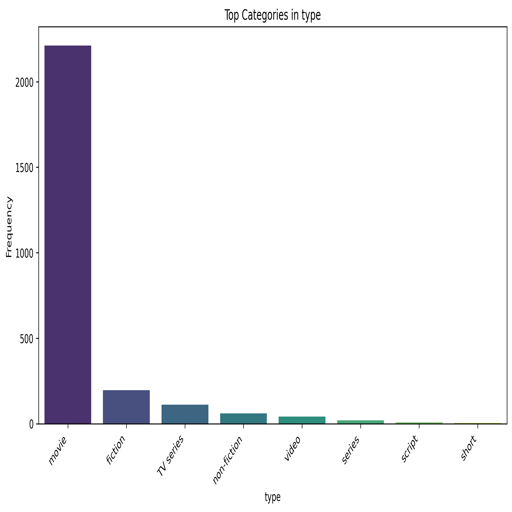 Top Categories in type
Frequency
2000
1500
1000
500
0
movie
fiction
TV series
non-fiction
video
series
script
short
type